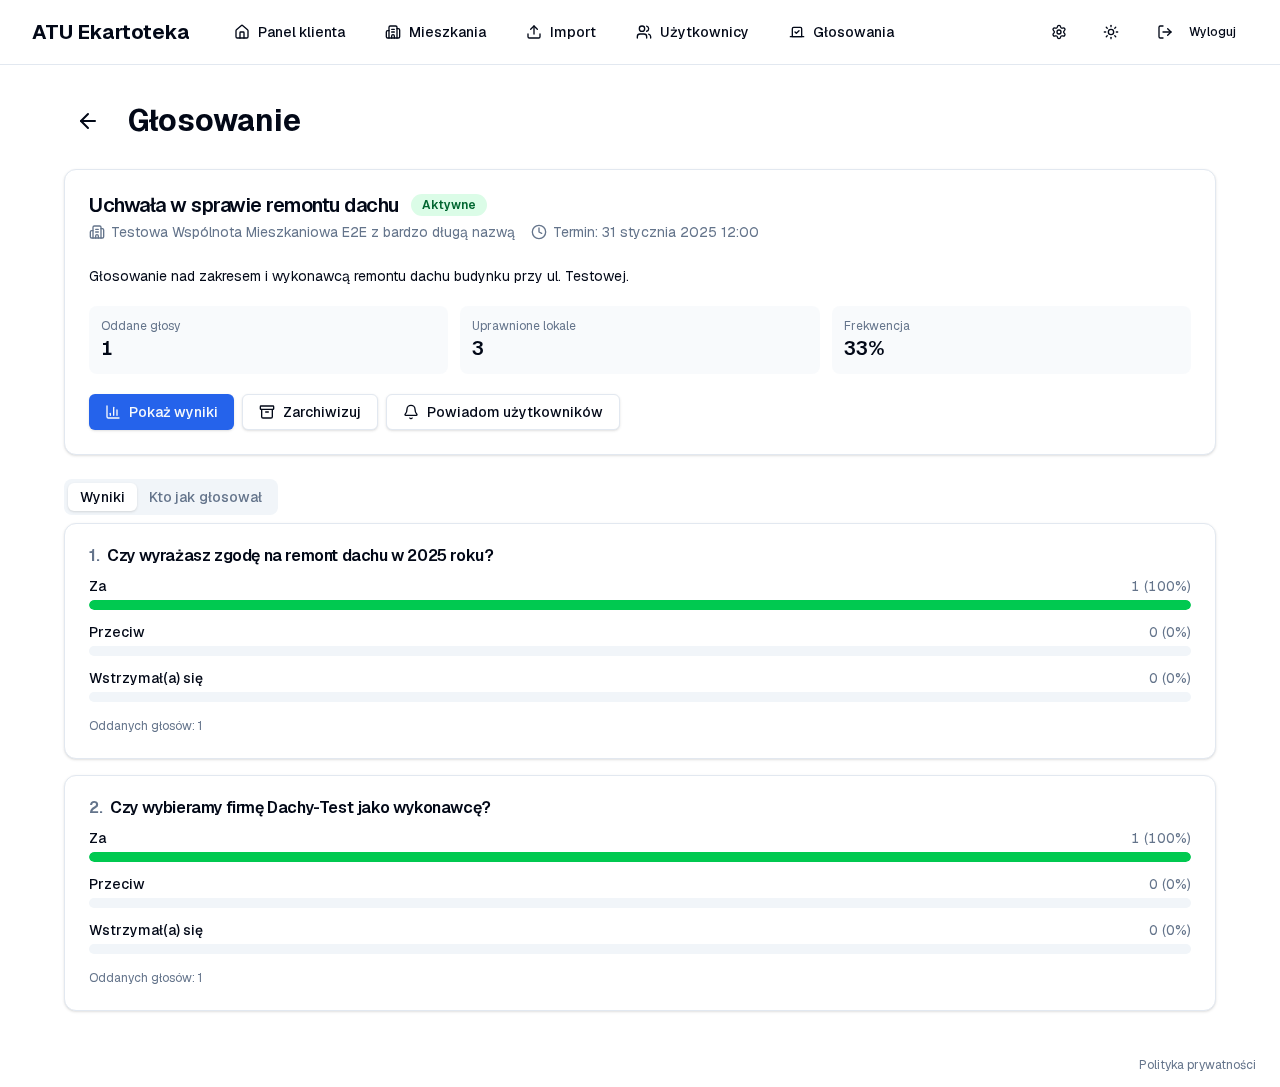 ATU Ekartoteka Panel klienta Mieszkania Import Użytkownicy Głosowania Wyloguj
Głosowanie
Uchwała w sprawie remontu dachu Aktywne
Testowa Wspólnota Mieszkaniowa E2E z bardzo długą nazwą Termin: 31 stycznia 2025 12:00
Głosowanie nad zakresem i wykonawcą remontu dachu budynku przy ul. Testowej.
Oddane głosy Uprawnione lokale Frekwencja
1 3 33%
Pokaż wyniki Zarchiwizuj Powiadom użytkowników
Wyniki Kto jak głosował
1. Czy wyrażasz zgodę na remont dachu w 2025 roku?
Za 1 (100%)
Przeciw 0 (0%)
Wstrzymał(a) się 0 (0%)
Oddanych głosów: 1
2. Czy wybieramy firmę Dachy-Test jako wykonawcę?
Za 1 (100%)
Przeciw 0 (0%)
Wstrzymał(a) się 0 (0%)
Oddanych głosów: 1
Polityka prywatności